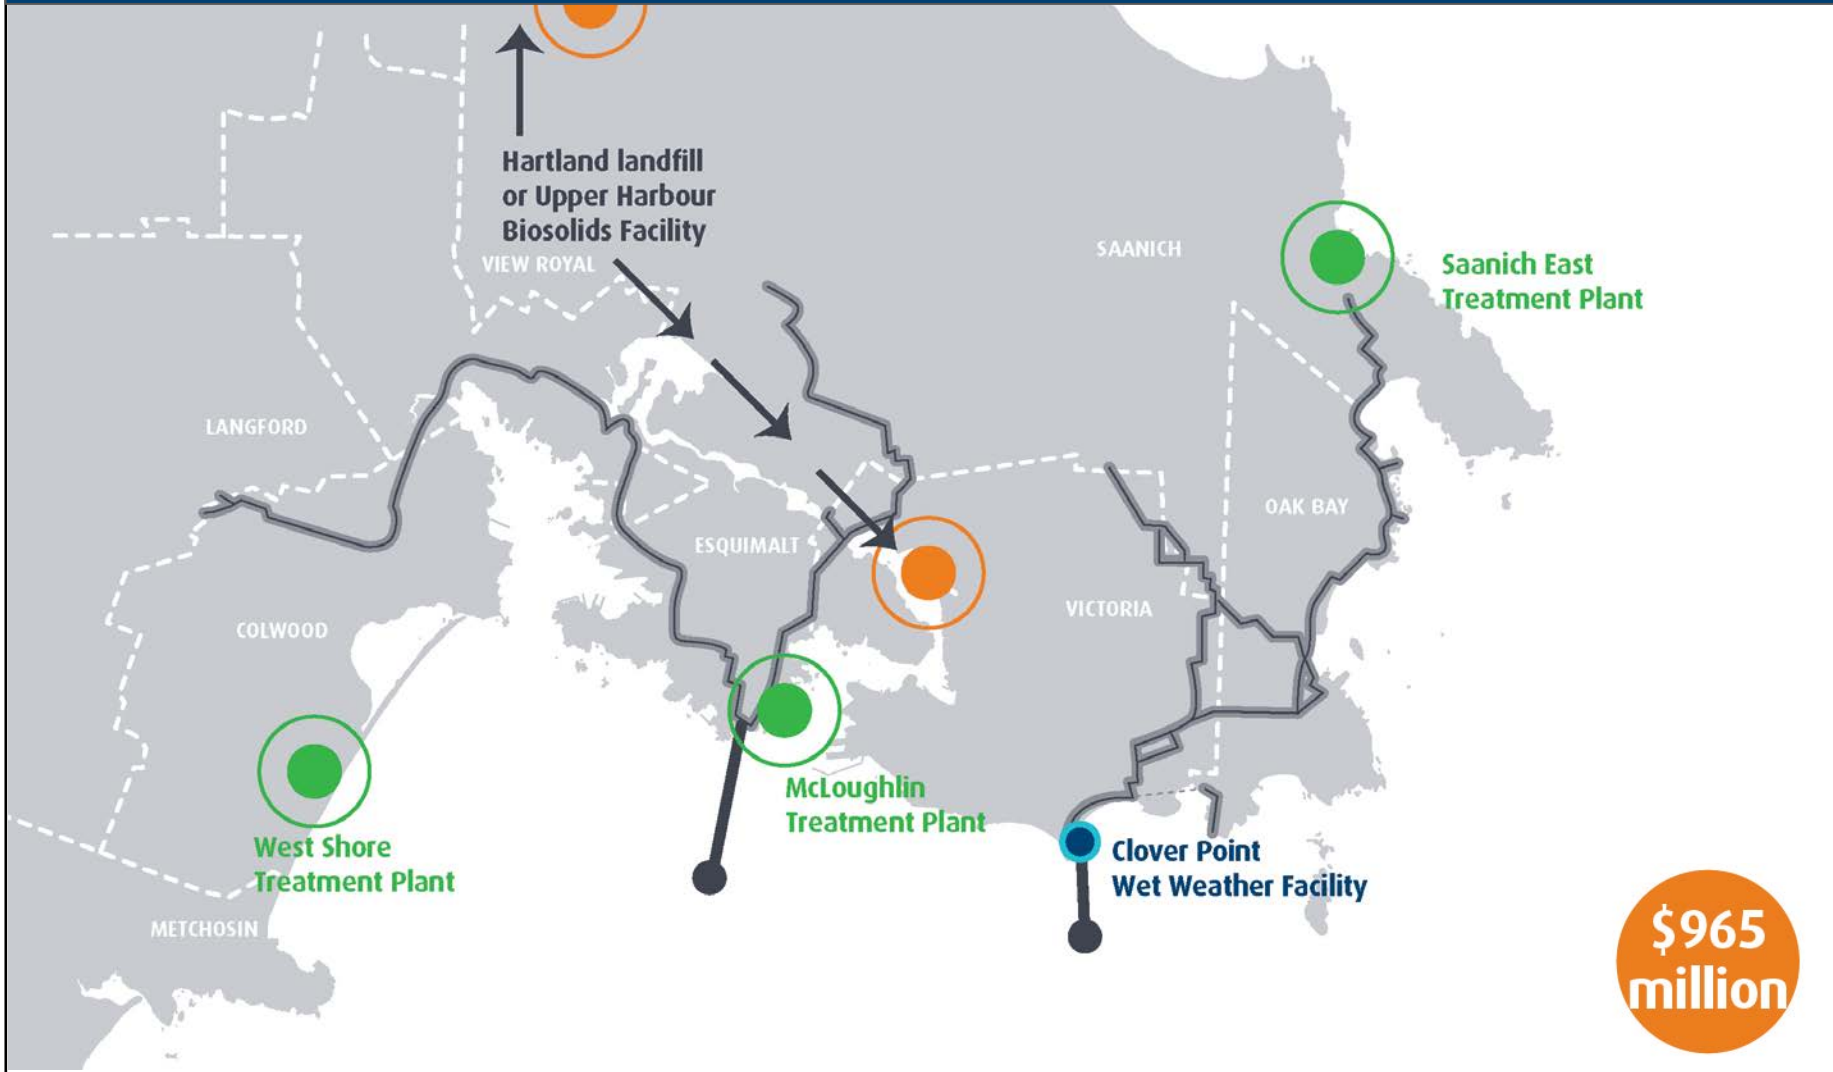 Hartland landfill
or Upper Harbour
Biosolids Facility
VIEW ROYAL
SAANICH
Saanich East
Treatment Plant
LANGFORD
OAK BAY
ESQUIMALT
VICTORIA
COLWOOD
McLoughlin
Treatment Plant
West Shore
Treatment Plant
Clover Point
Wet Weather Facility
METCHOSIN
$965
million